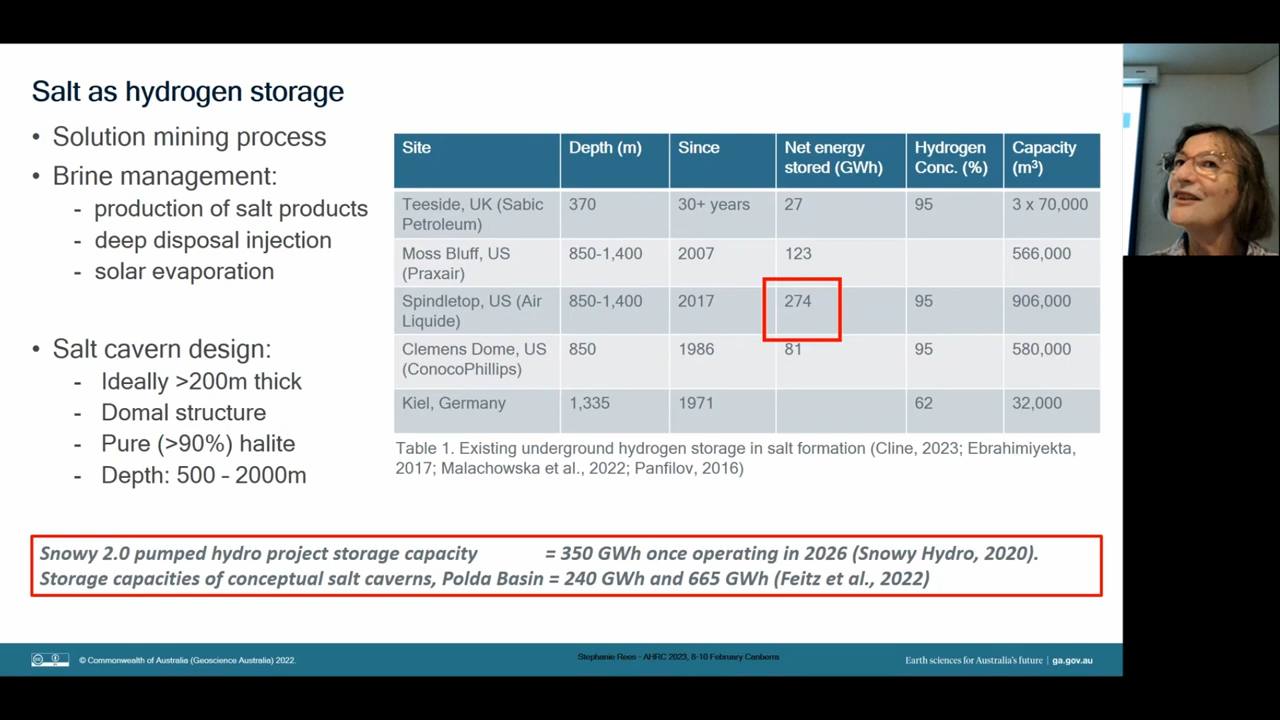 Salt as hydrogen storage
• Solution mining process
• Brine management:
- production of salt products
- deep disposal injection
- solar evaporation
• Salt cavern design:
- Ideally >200m thick
- Domal structure
- Pure (>90%) halite
- Depth: 500 - 2000m
Site Depth (m) Since Net energy stored (GWh) Hydrogen Conc. (%) Capacity (m³)
Teeside, UK (Sabic Petroleum) 370 30+ years 27 95 3 x 70,000
Moss Bluff, US (Praxair) 850-1,400 2007 123 566,000
Spindletop, US (Air Liquide) 850-1,400 2017 274 95 906,000
Clemens Dome, US (ConocoPhillips) 850 1986 81 95 580,000
Kiel, Germany 1,335 1971 62 32,000
Table 1. Existing underground hydrogen storage in salt formation (Cline, 2023; Ebrahimiyekta,
2017; Malachowska et al., 2022; Panfilov, 2016)
Snowy 2.0 pumped hydro project storage capacity = 350 GWh once operating in 2026 (Snowy Hydro, 2020).
Storage capacities of conceptual salt caverns, Polda Basin = 240 GWh and 665 GWh (Feitz et al., 2022)
© Commonwealth of Australia (Geoscience Australia) 2022.
Stephanie Rees - AHRC 2023, 8-10 February Canberra
Earth sciences for Australia's future | ga.gov.au